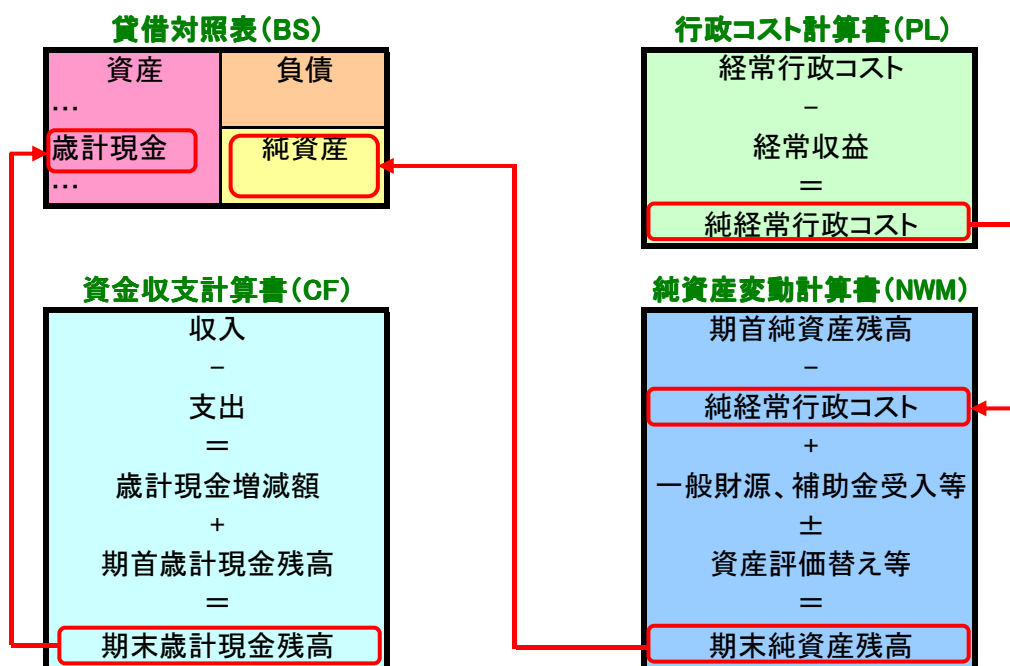 貸借対照表(BS)
資産
負債
…
歳計現金
純資産
…
行政コスト計算書(PL)
経常行政コスト
−
経常収益
＝
純経常行政コスト
資金収支計算書(CF)
収入
−
支出
＝
歳計現金増減額
+
期首歳計現金残高
＝
期末歳計現金残高
純資産変動計算書(NWM)
期首純資産残高
−
純経常行政コスト
+
一般財源、補助金受入等
±
資産評価替え等
＝
期末純資産残高